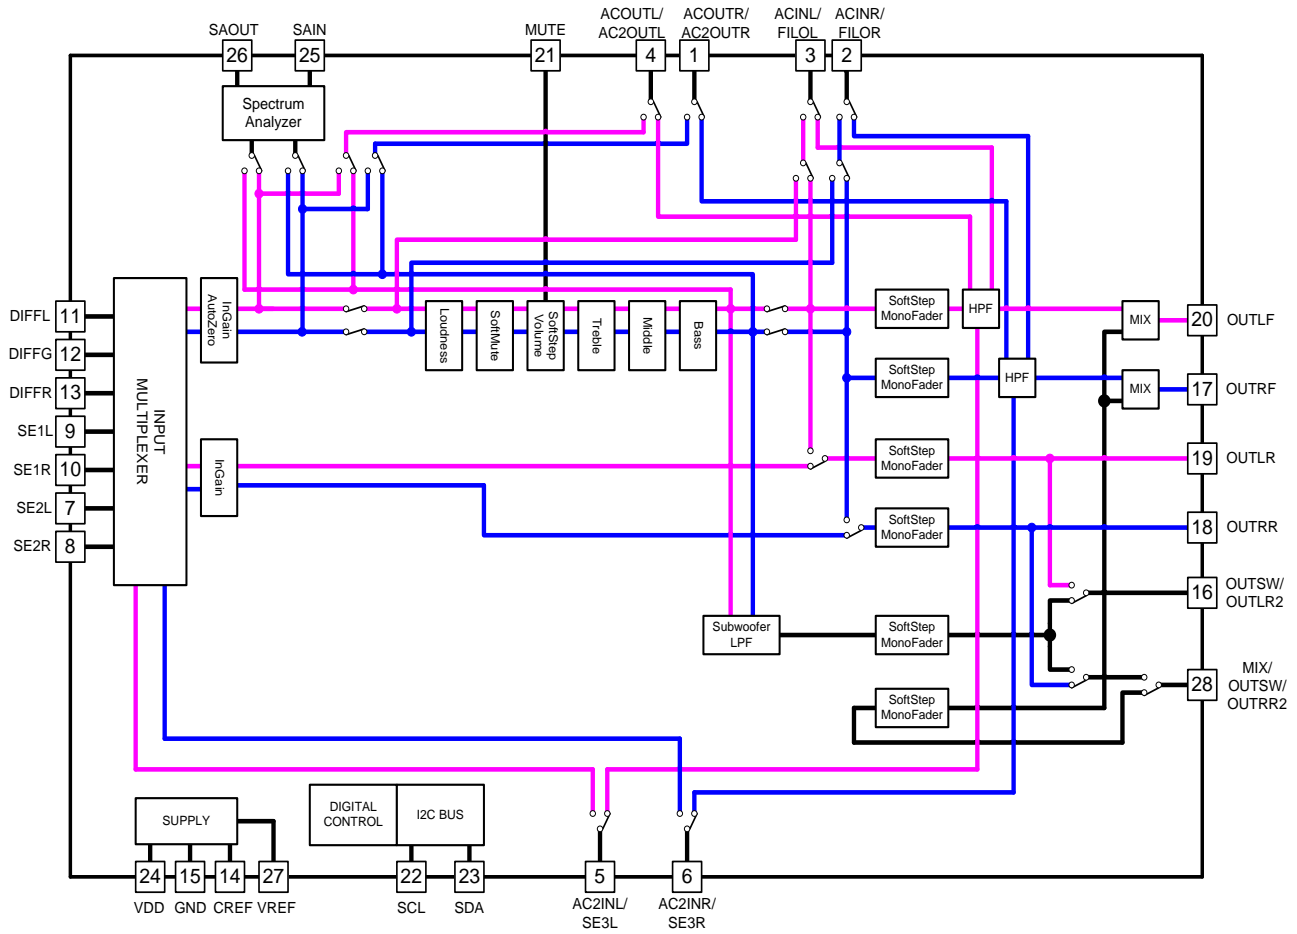 SAOUT
SAIN
MUTE
ACOUTL/
AC2OUTL
ACOUTR/
AC2OUTR
ACINL/
FILOL
ACINR/
FILOR
26
25
21
4
1
3
2
Spectrum
Analyzer
DIFFL
11
DIFFG
12
DIFFR
13
SE1L
9
SE1R
10
SE2L
7
SE2R
8
INPUT
MULTIPLEXER
InGain
AutoZero
Loudness
SoftMute
SoftStep
Volume
Treble
Middle
Bass
SoftStep
MonoFader
HPF
MIX
20
OUTLF
SoftStep
MonoFader
HPF
MIX
17
OUTRF
InGain
SoftStep
MonoFader
19
OUTLR
SoftStep
MonoFader
18
OUTRR
Subwoofer
LPF
SoftStep
MonoFader
16
OUTSW/
OUTLR2
SoftStep
MonoFader
28
MIX/
OUTSW/
OUTRR2
SUPPLY
DIGITAL
CONTROL
I2C BUS
24
15
14
27
22
23
5
6
VDD
GND
CREF
VREF
SCL
SDA
AC2INL/
SE3L
AC2INR/
SE3R